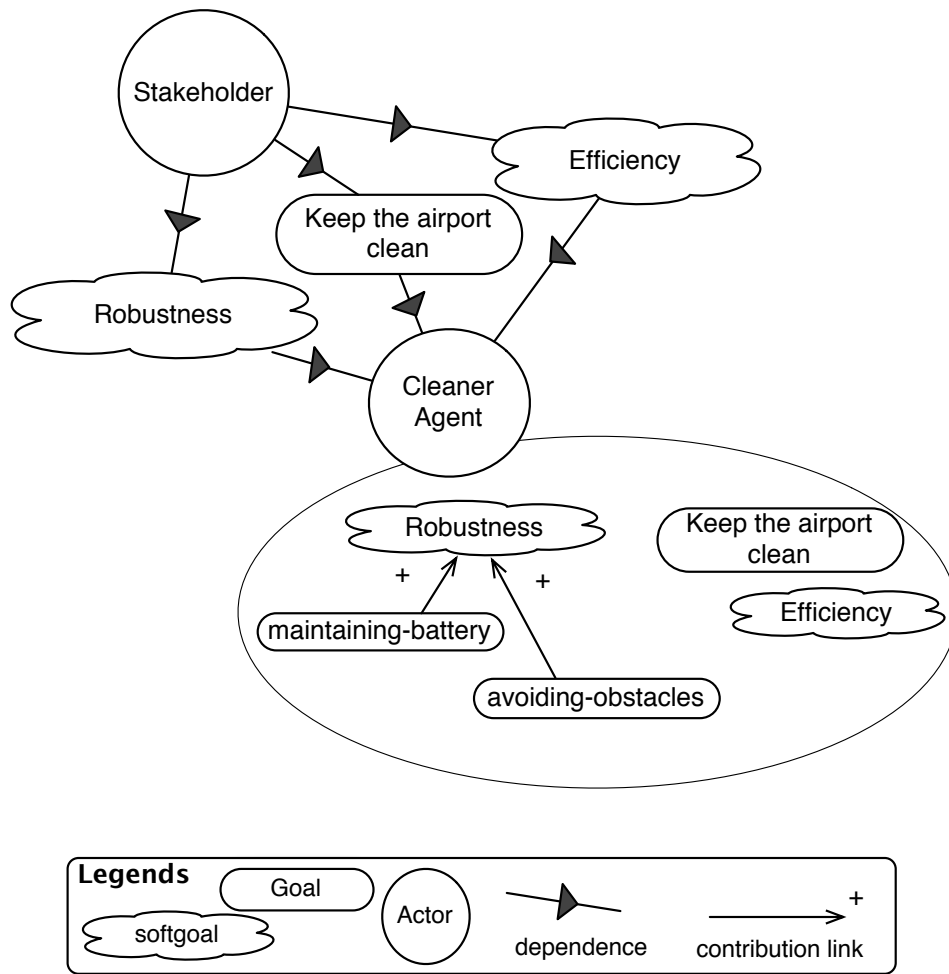 Stakeholder
Efficiency
Keep the airport
clean
Robustness
Cleaner
Agent
Robustness
Keep the airport
clean
+
+
Efficiency
maintaining-battery
avoiding-obstacles
Legends
Goal
Actor
+
softgoal
dependence
contribution link